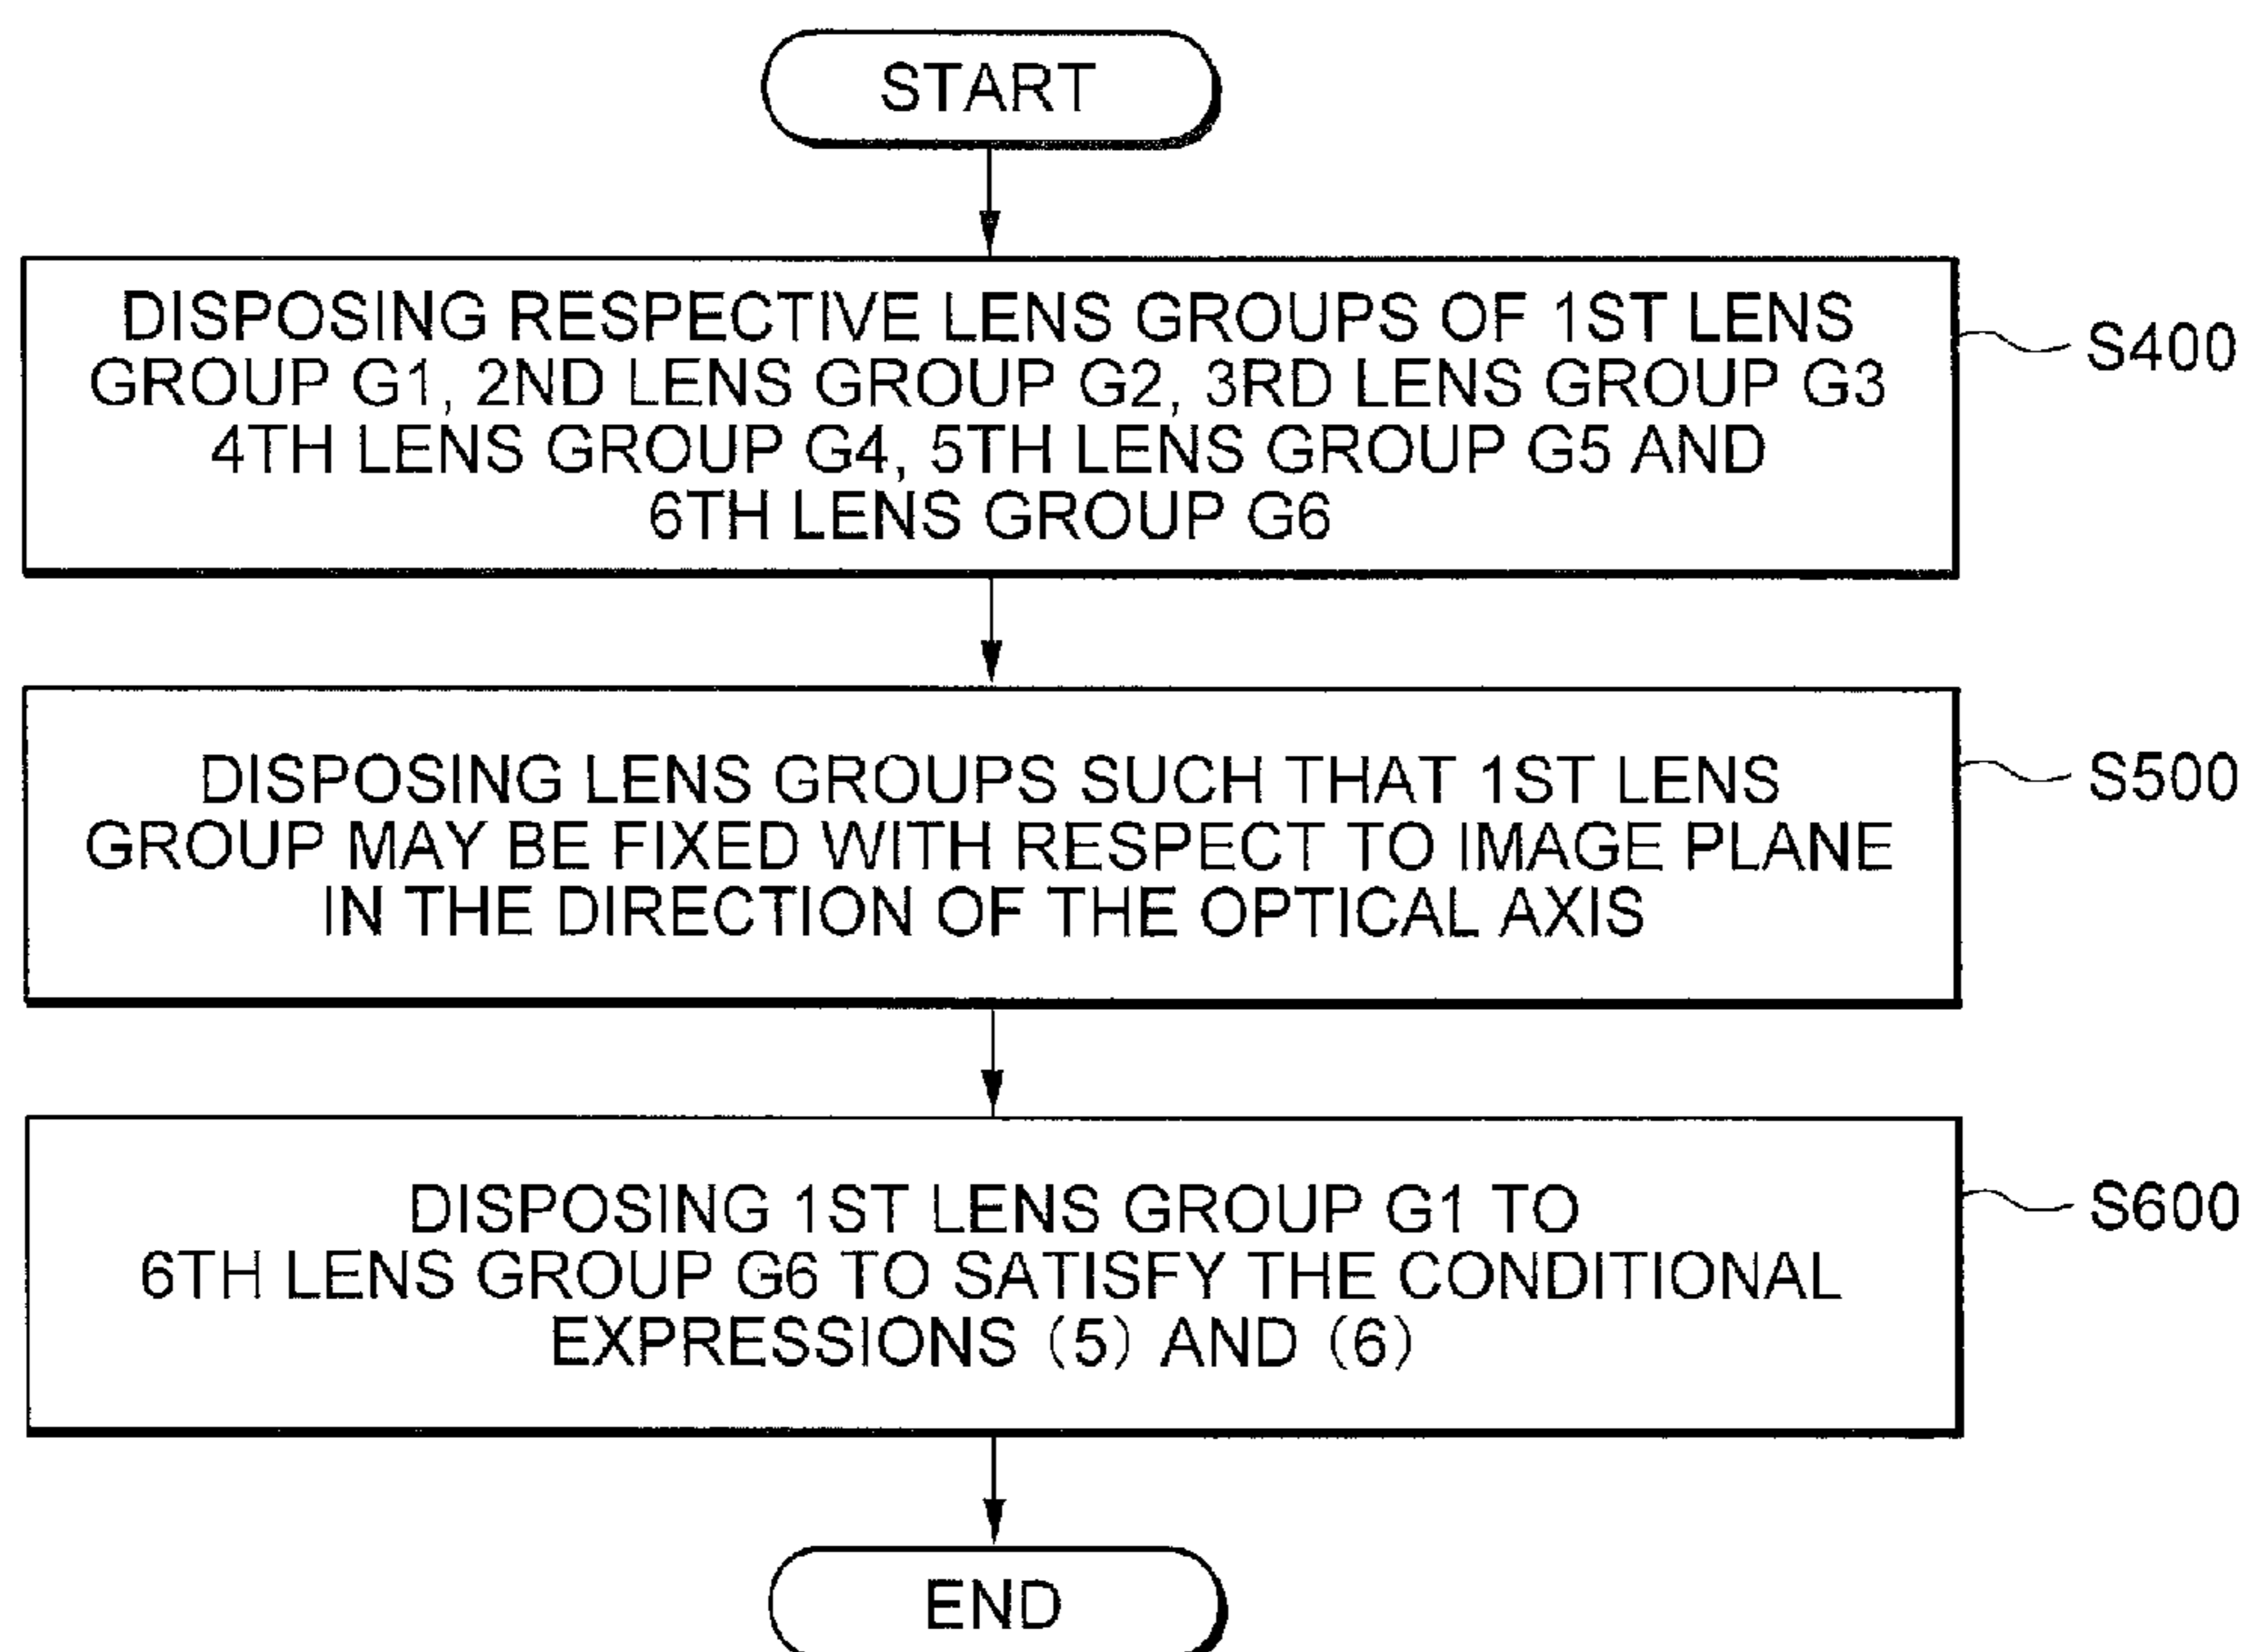 START
DISPOSING RESPECTIVE LENS GROUPS OF 1ST LENS
GROUP G1, 2ND LENS GROUP G2, 3RD LENS GROUP G3
4TH LENS GROUP G4, 5TH LENS GROUP G5 AND
6TH LENS GROUP G6
S400
DISPOSING LENS GROUPS SUCH THAT 1ST LENS
GROUP MAY BE FIXED WITH RESPECT TO IMAGE PLANE
IN THE DIRECTION OF THE OPTICAL AXIS
S500
DISPOSING 1ST LENS GROUP G1 TO
6TH LENS GROUP G6 TO SATISFY THE CONDITIONAL
EXPRESSIONS (5) AND (6)
S600
END